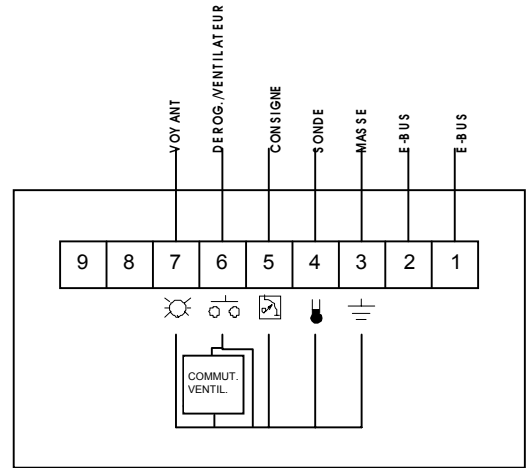 VOYANT
DEROG./VENTILATEUR
CONSIGNE
SONDE
MASSE
E-BUS
E-BUS
9 8 7 6 5 4 3 2 1
COMMUT.
VENTIL.